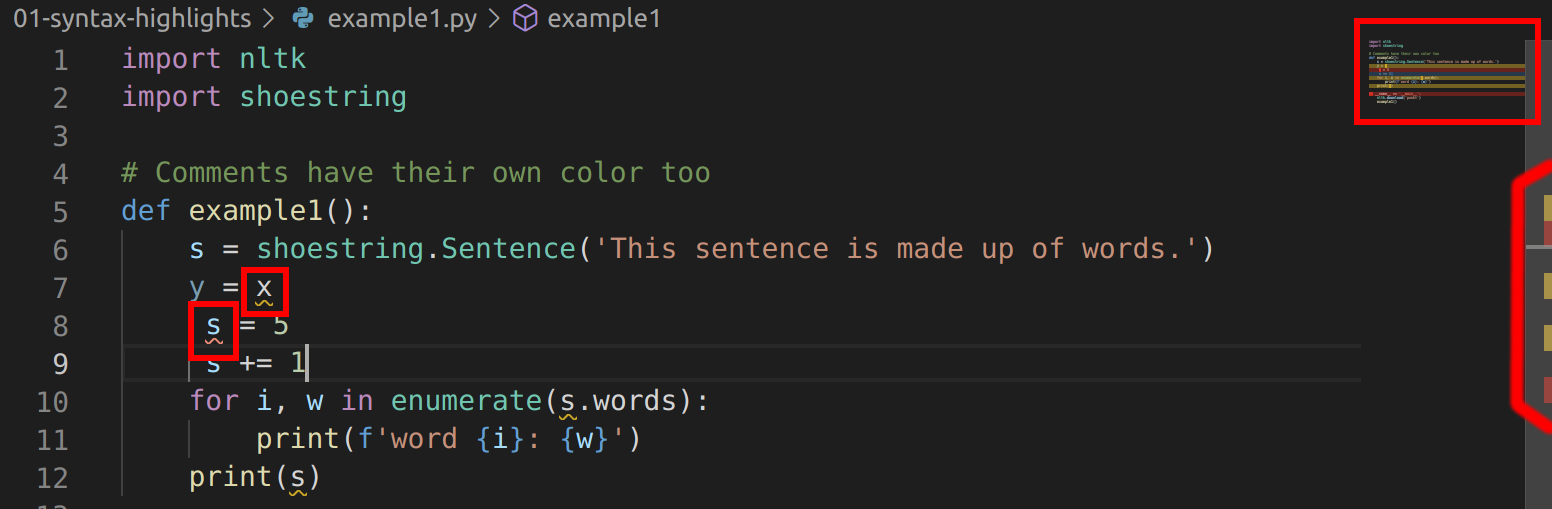 01-syntax-highlights > example1.py > example1
1 import nltk
2 import shoestring
3
4 # Comments have their own color too
5 def example1():
6     s = shoestring.Sentence('This sentence is made up of words.')
7     y = x
8      s = 5
9      s += 1
10     for i, w in enumerate(s.words):
11         print(f'word {i}: {w}')
12     print(s)